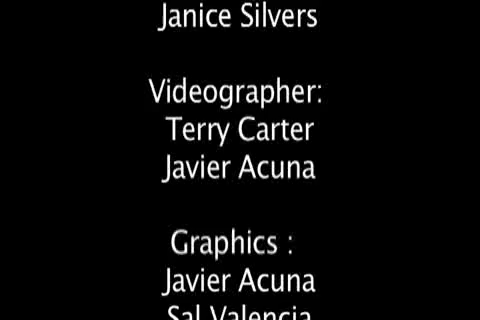 Janice Silvers
Videographer:
Terry Carter
Javier Acuna
Graphics :
Javier Acuna
Sal Valencia